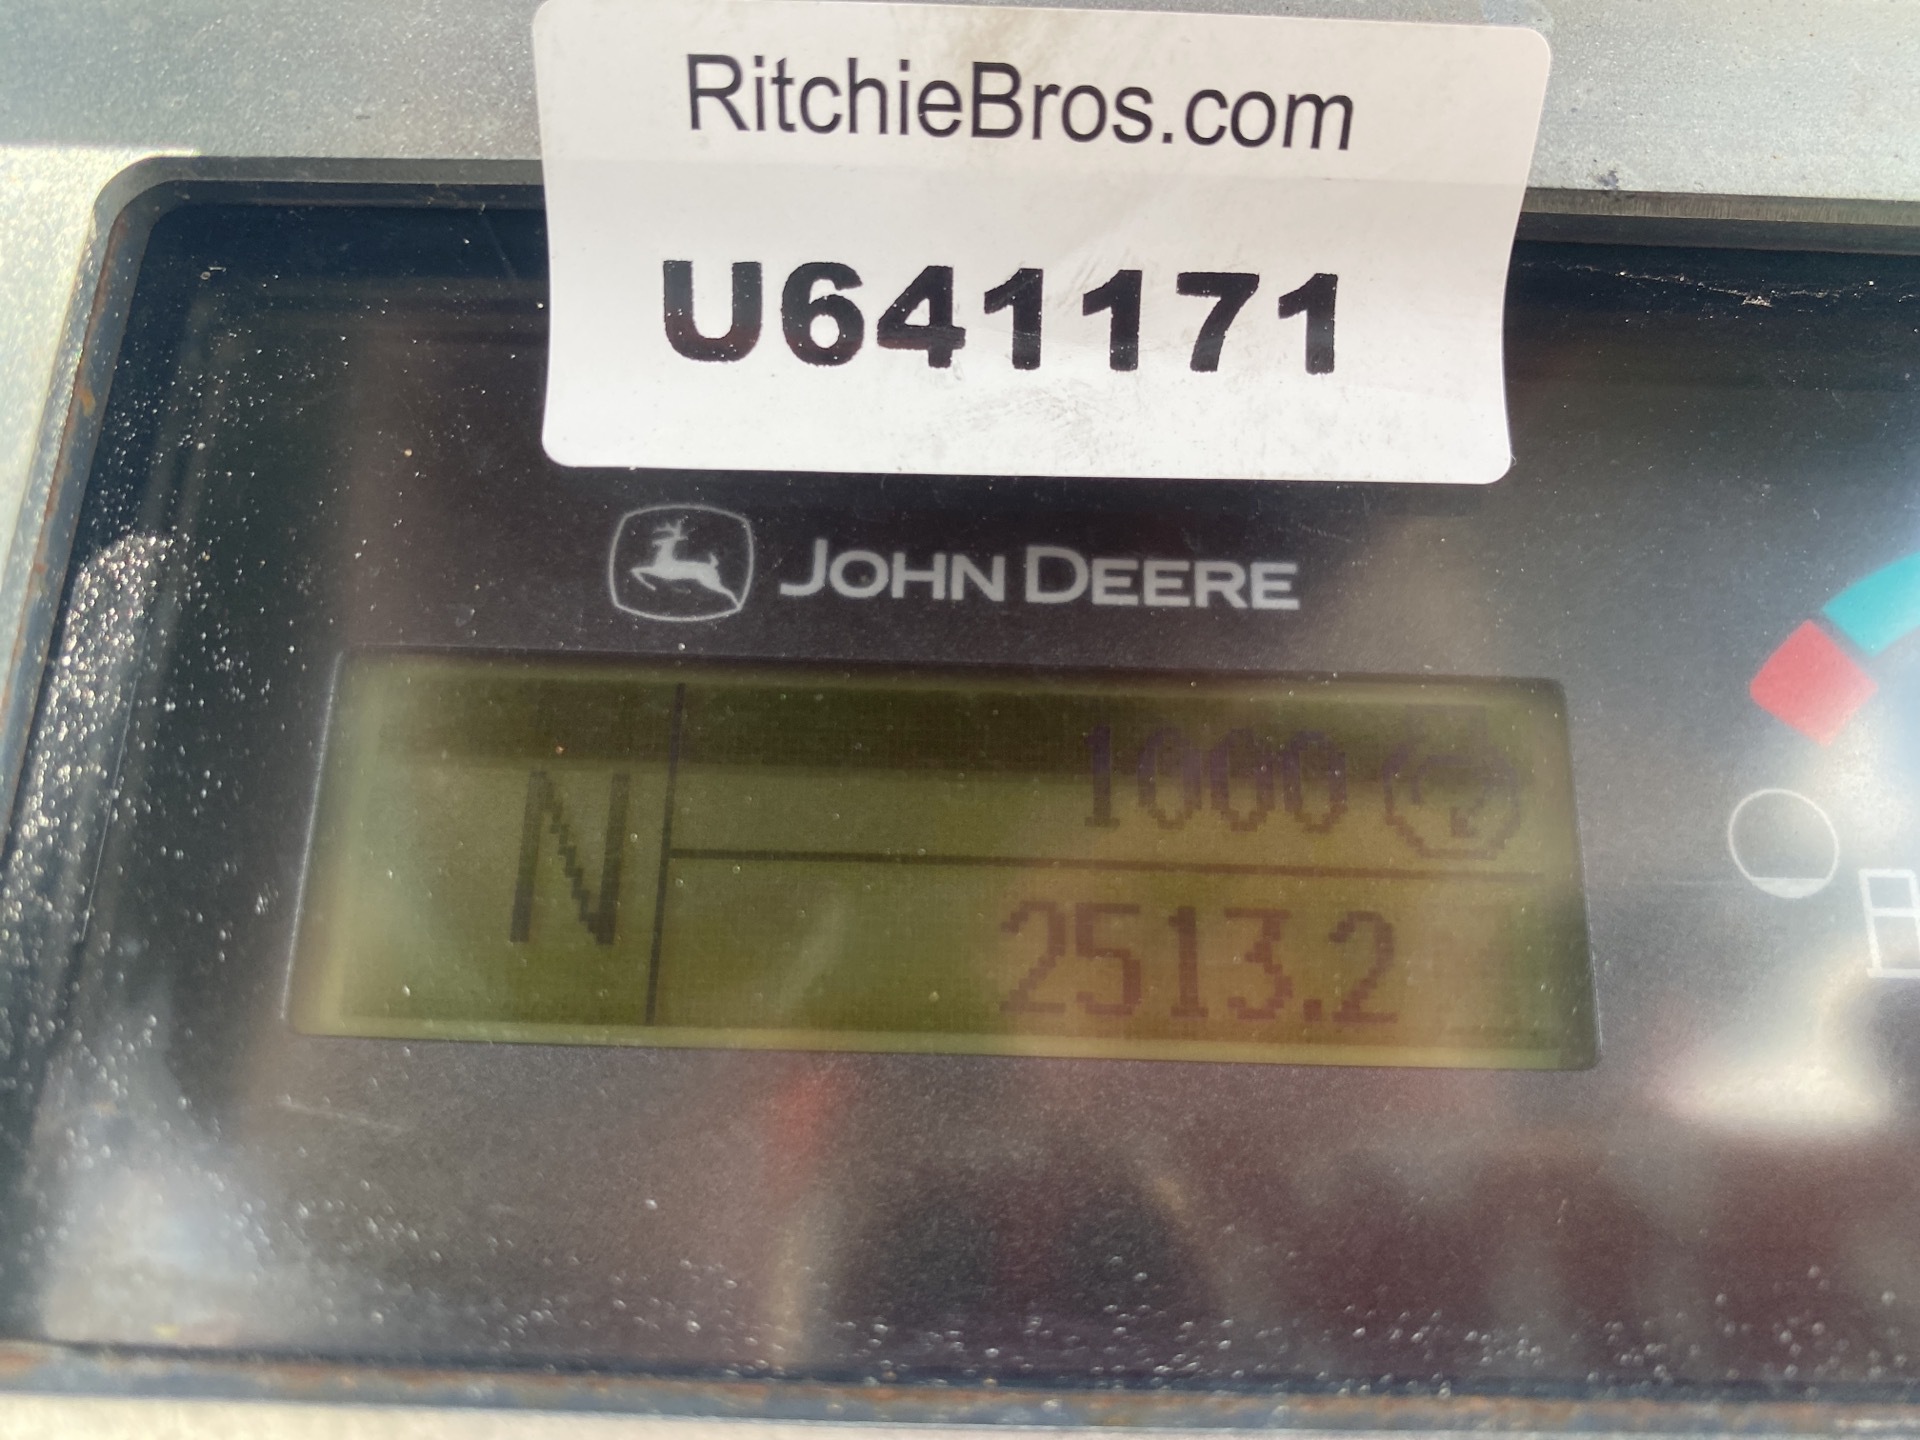 RitchieBros.com
U641171
JOHN DEERE
N
1000
2513.2